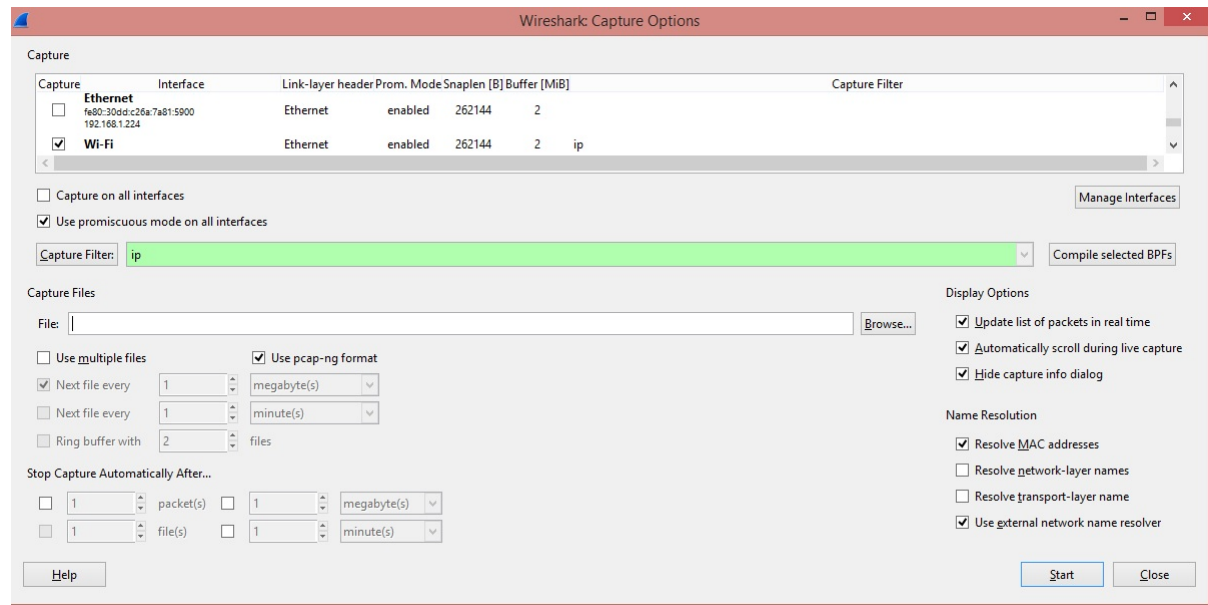 Wireshark: Capture Options
Capture
Capture Interface Link-layer header Prom. Mode Snaplen [B] Buffer [MiB] Capture Filter
Ethernet
fe80::30dd:c26a:7a81:5900 Ethernet enabled 262144 2
192.168.1.224
Wi-Fi Ethernet enabled 262144 2 ip
Capture on all interfaces Manage Interfaces
Use promiscuous mode on all interfaces
Capture Filter: ip Compile selected BPFs
Capture Files
File: Browse...
Use multiple files Use pcap-ng format
Next file every 1 megabyte(s)
Next file every 1 minute(s)
Ring buffer with 2 files
Stop Capture Automatically After...
1 packet(s) 1 megabyte(s)
1 file(s) 1 minute(s)
Display Options
Update list of packets in real time
Automatically scroll during live capture
Hide capture info dialog
Name Resolution
Resolve MAC addresses
Resolve network-layer names
Resolve transport-layer name
Use external network name resolver
Help Start Close